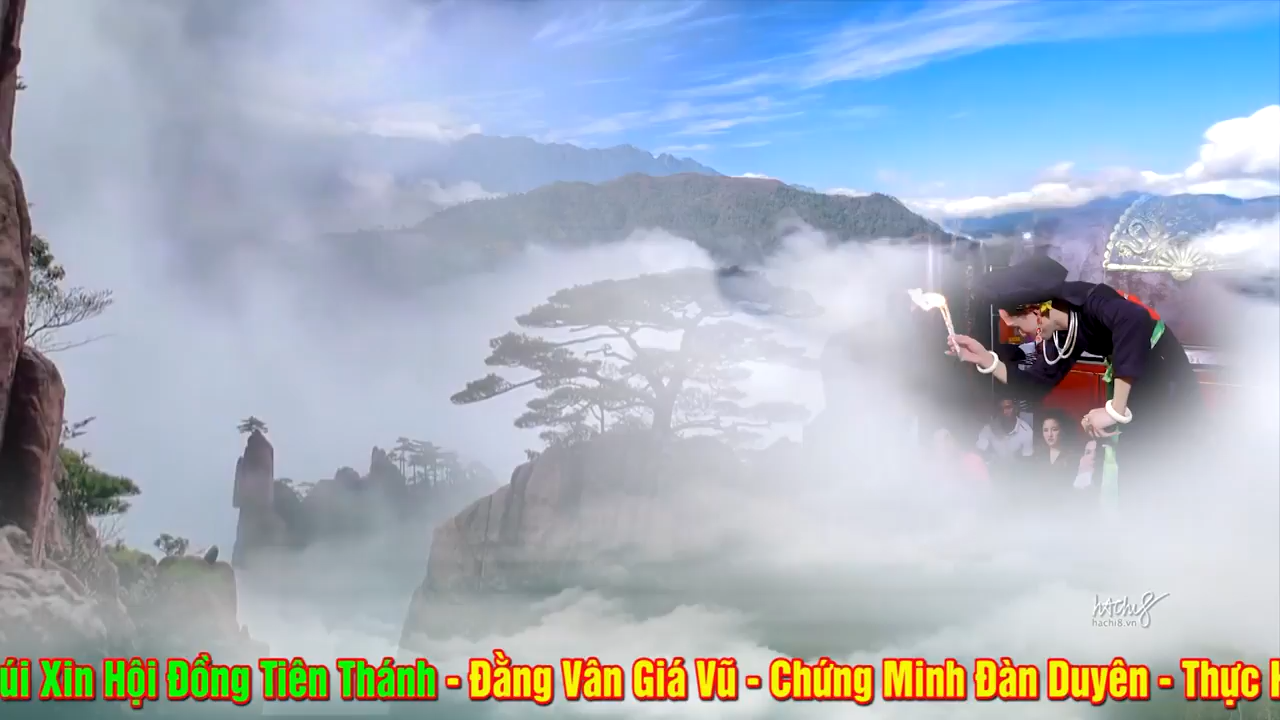 hAchi8
hachi8.vn
úi Xin Hội Đồng Tiên Thánh - Đằng Vân Giá Vũ - Chứng Minh Đàn Duyên - Thực